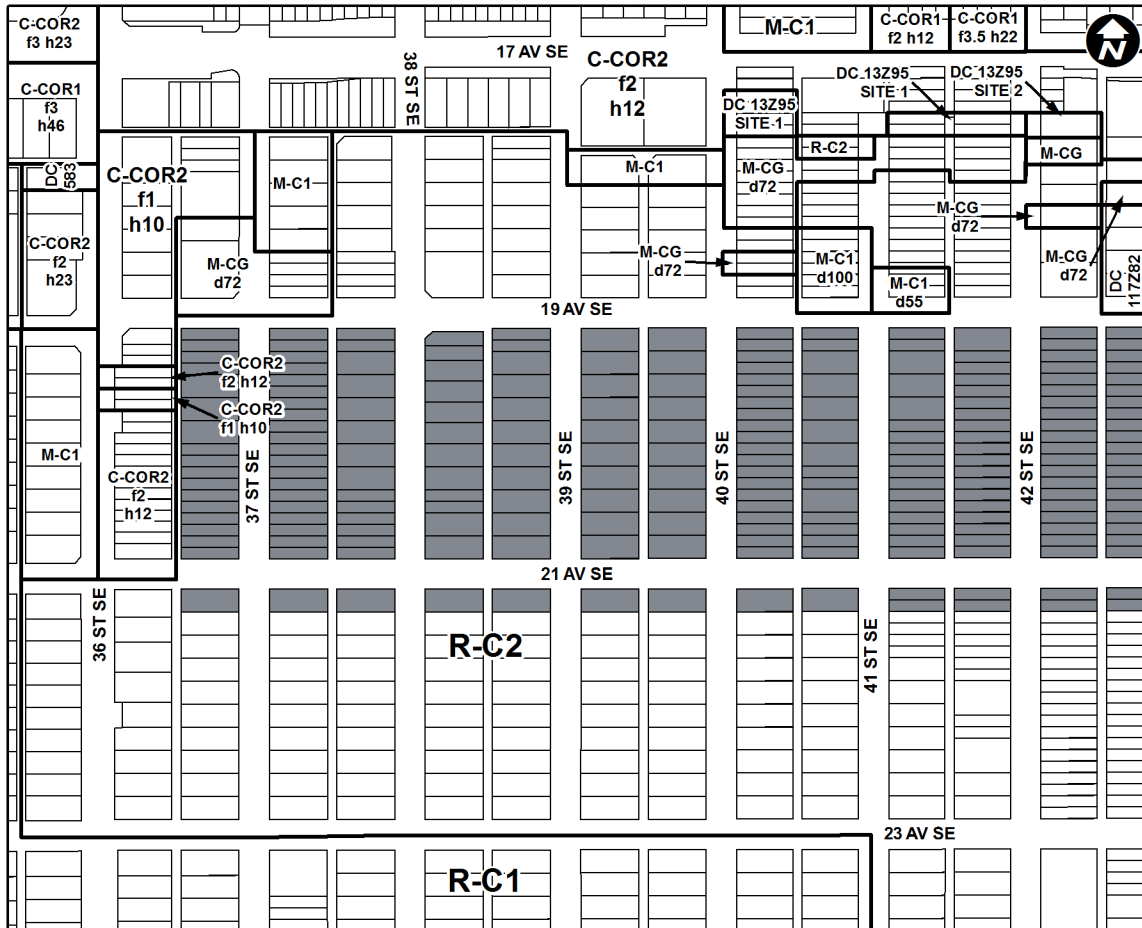 C-COR2
f3 h23
M-C1
C-COR1
f2 h12
C-COR1
f3.5 h22
N
17 AV SE
38 ST SE
C-COR2
f2
h12
DC 13Z95
SITE 1
DC 13Z95
SITE 2
C-COR1
f3
h46
DC 13Z95
SITE 1
R-C2
M-CG
DC
583
C-COR2
f1
h10
M-C1
M-C1
M-CG
d72
C-COR2
f2
h23
M-CG
d72
M-CG
d72
M-CG
d72
M-C1
d100
M-C1
d55
M-CG
d72
DC
117Z82
19 AV SE
C-COR2
f2 h12
C-COR2
f1 h10
M-C1
C-COR2
f2
h12
37 ST SE
39 ST SE
40 ST SE
42 ST SE
21 AV SE
36 ST SE
R-C2
41 ST SE
23 AV SE
R-C1